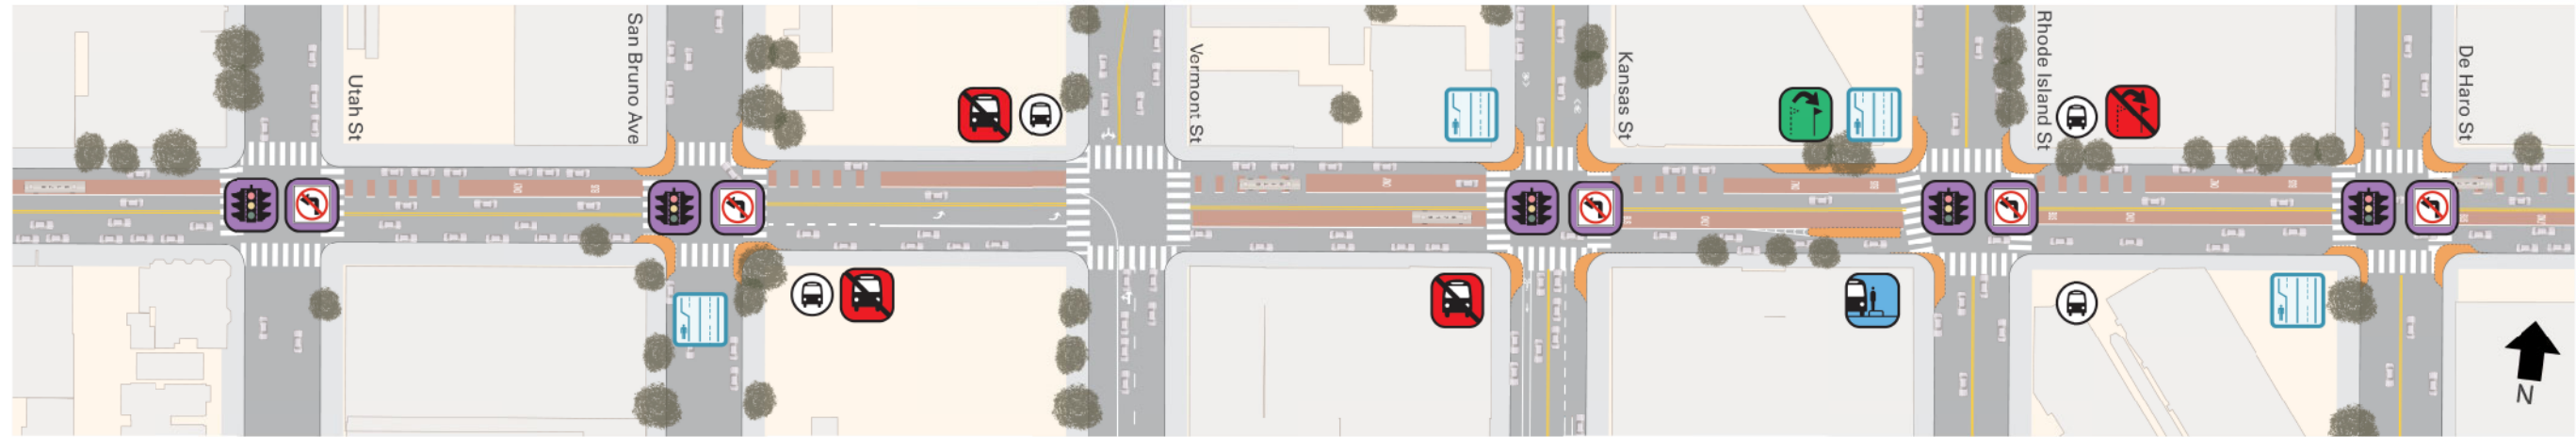 Utah St
San Bruno Ave
Vermont St
Kansas St
Rhode Island St
De Haro St
N